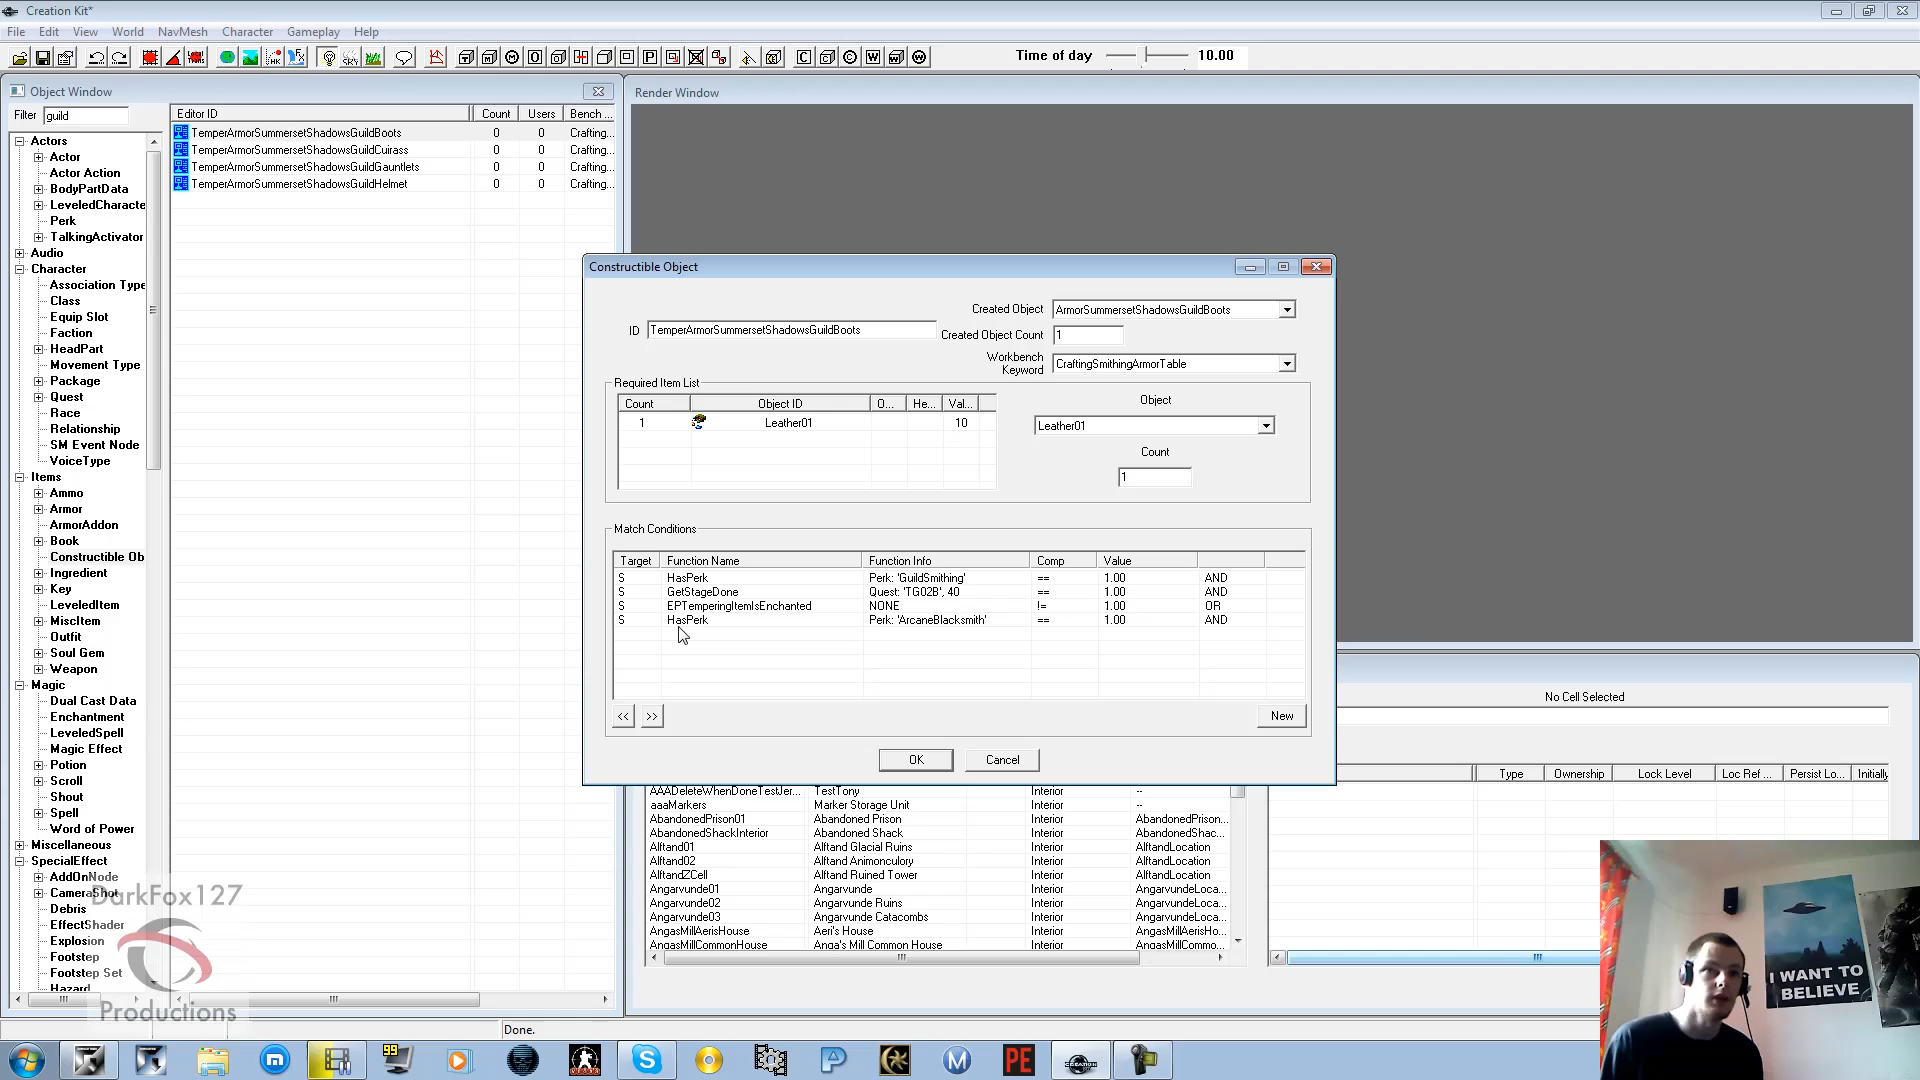 Creation Kit*
File Edit View World NavMesh Character Gameplay Help
Time of day 10.00
Object Window
Render Window
Filter guild
Editor ID Count Users Bench ...
TemperArmorSummersetShadowsGuildBoots 0 0 Crafting...
TemperArmorSummersetShadowsGuildCuirass 0 0 Crafting...
TemperArmorSummersetShadowsGuildGauntlets 0 0 Crafting...
TemperArmorSummersetShadowsGuildHelmet 0 0 Crafting...
Actors
Actor
Actor Action
BodyPartData
LeveledCharacte
Perk
TalkingActivator
Audio
Character
Association Type
Class
Equip Slot
Faction
HeadPart
Movement Type
Package
Quest
Race
Relationship
SM Event Node
VoiceType
Items
Ammo
Armor
ArmorAddon
Book
Constructible Ob
Ingredient
Key
LeveledItem
MiscItem
Outfit
Soul Gem
Weapon
Magic
Dual Cast Data
Enchantment
LeveledSpell
Magic Effect
Potion
Scroll
Shout
Spell
Word of Power
Miscellaneous
SpecialEffect
AddOnNode
CameraShot
Debris
EffectShader
Explosion
Footstep
Footstep Set
Hazard
DarkFox127
Productions
Constructible Object
ID TemperArmorSummersetShadowsGuildBoots
Created Object ArmorSummersetShadowsGuildBoots
Created Object Count 1
Workbench Keyword CraftingSmithingArmorTable
Required Item List
Count Object ID O... He... Val...
1 Leather01 10
Object
Leather01
Count
1
Match Conditions
Target Function Name Function Info Comp Value
S HasPerk Perk: 'GuildSmithing' == 1.00 AND
S GetStageDone Quest: 'TG02B', 40 == 1.00 AND
S EPTemperingItemIsEnchanted NONE != 1.00 OR
S HasPerk Perk: 'ArcaneBlacksmith' == 1.00 AND
<< >> New
OK Cancel
No Cell Selected
Type Ownership Lock Level Loc Ref ... Persist Lo... Initially
AAADeleteWhenDoneTestJer... TestTony Interior --
aaaMarkers Marker Storage Unit Interior --
AbandonedPrison01 Abandoned Prison Interior AbandonedPrison...
AbandonedShackInterior Abandoned Shack Interior AbandonedShac...
Alftand01 Alftand Glacial Ruins Interior AlftandLocation
Alftand02 Alftand Animonculory Interior AlftandLocation
AlftandZCell Alftand Ruined Tower Interior AlftandLocation
Angarvunde01 Angarvunde Interior AngarvundeLoca...
Angarvunde02 Angarvunde Ruins Interior AngarvundeLoca...
Angarvunde03 Angarvunde Catacombs Interior AngarvundeLoca...
AngasMillAerisHouse Aeri's House Interior AngasMillAerisHo...
AngasMillCommonHouse Anga's Mill Common House Interior AngasMillCommo...
Done.
I WANT TO
BELIEVE
99
PE